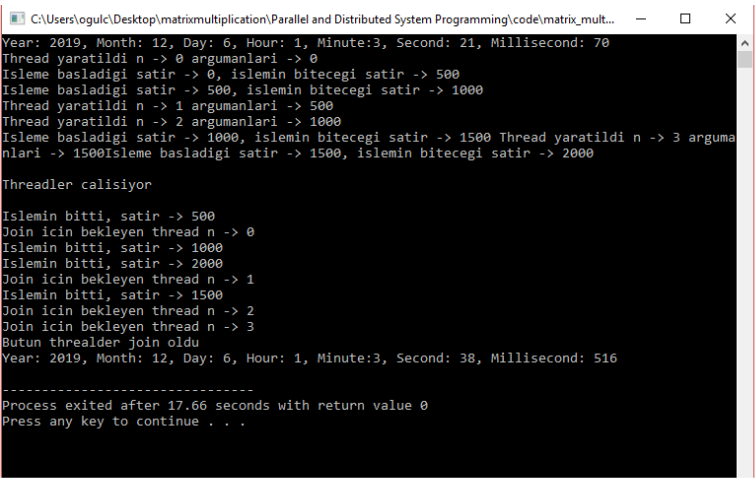 C:\Users\ogulc\Desktop\matrixmultiplication\Parallel and Distributed System Programming\code\matrix_mult...
Year: 2019, Month: 12, Day: 6, Hour: 1, Minute:3, Second: 21, Millisecond: 70
Thread yaratildi n -> 0 argumanlari -> 0
Isleme basladigi satir -> 0, islemin bitecegi satir -> 500
Isleme basladigi satir -> 500, islemin bitecegi satir -> 1000
Thread yaratildi n -> 1 argumanlari -> 500
Thread yaratildi n -> 2 argumanlari -> 1000
Isleme basladigi satir -> 1000, islemin bitecegi satir -> 1500 Thread yaratildi n -> 3 arguma
nlari -> 1500Isleme basladigi satir -> 1500, islemin bitecegi satir -> 2000
Threadler calisiyor
Islemin bitti, satir -> 500
Join icin bekleyen thread n -> 0
Islemin bitti, satir -> 1000
Islemin bitti, satir -> 2000
Join icin bekleyen thread n -> 1
Islemin bitti, satir -> 1500
Join icin bekleyen thread n -> 2
Join icin bekleyen thread n -> 3
Butun threalder join oldu
Year: 2019, Month: 12, Day: 6, Hour: 1, Minute:3, Second: 38, Millisecond: 516
--------------------------------
Process exited after 17.66 seconds with return value 0
Press any key to continue . . .